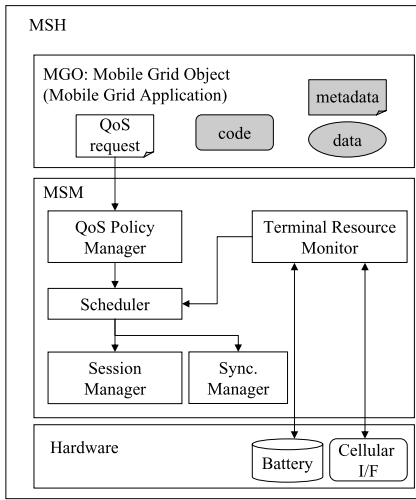 MSH
MGO: Mobile Grid Object
(Mobile Grid Application)
metadata
QoS
request
code
data
MSM
QoS Policy
Manager
Terminal Resource
Monitor
Scheduler
Session
Manager
Sync.
Manager
Hardware
Battery
Cellular
I/F